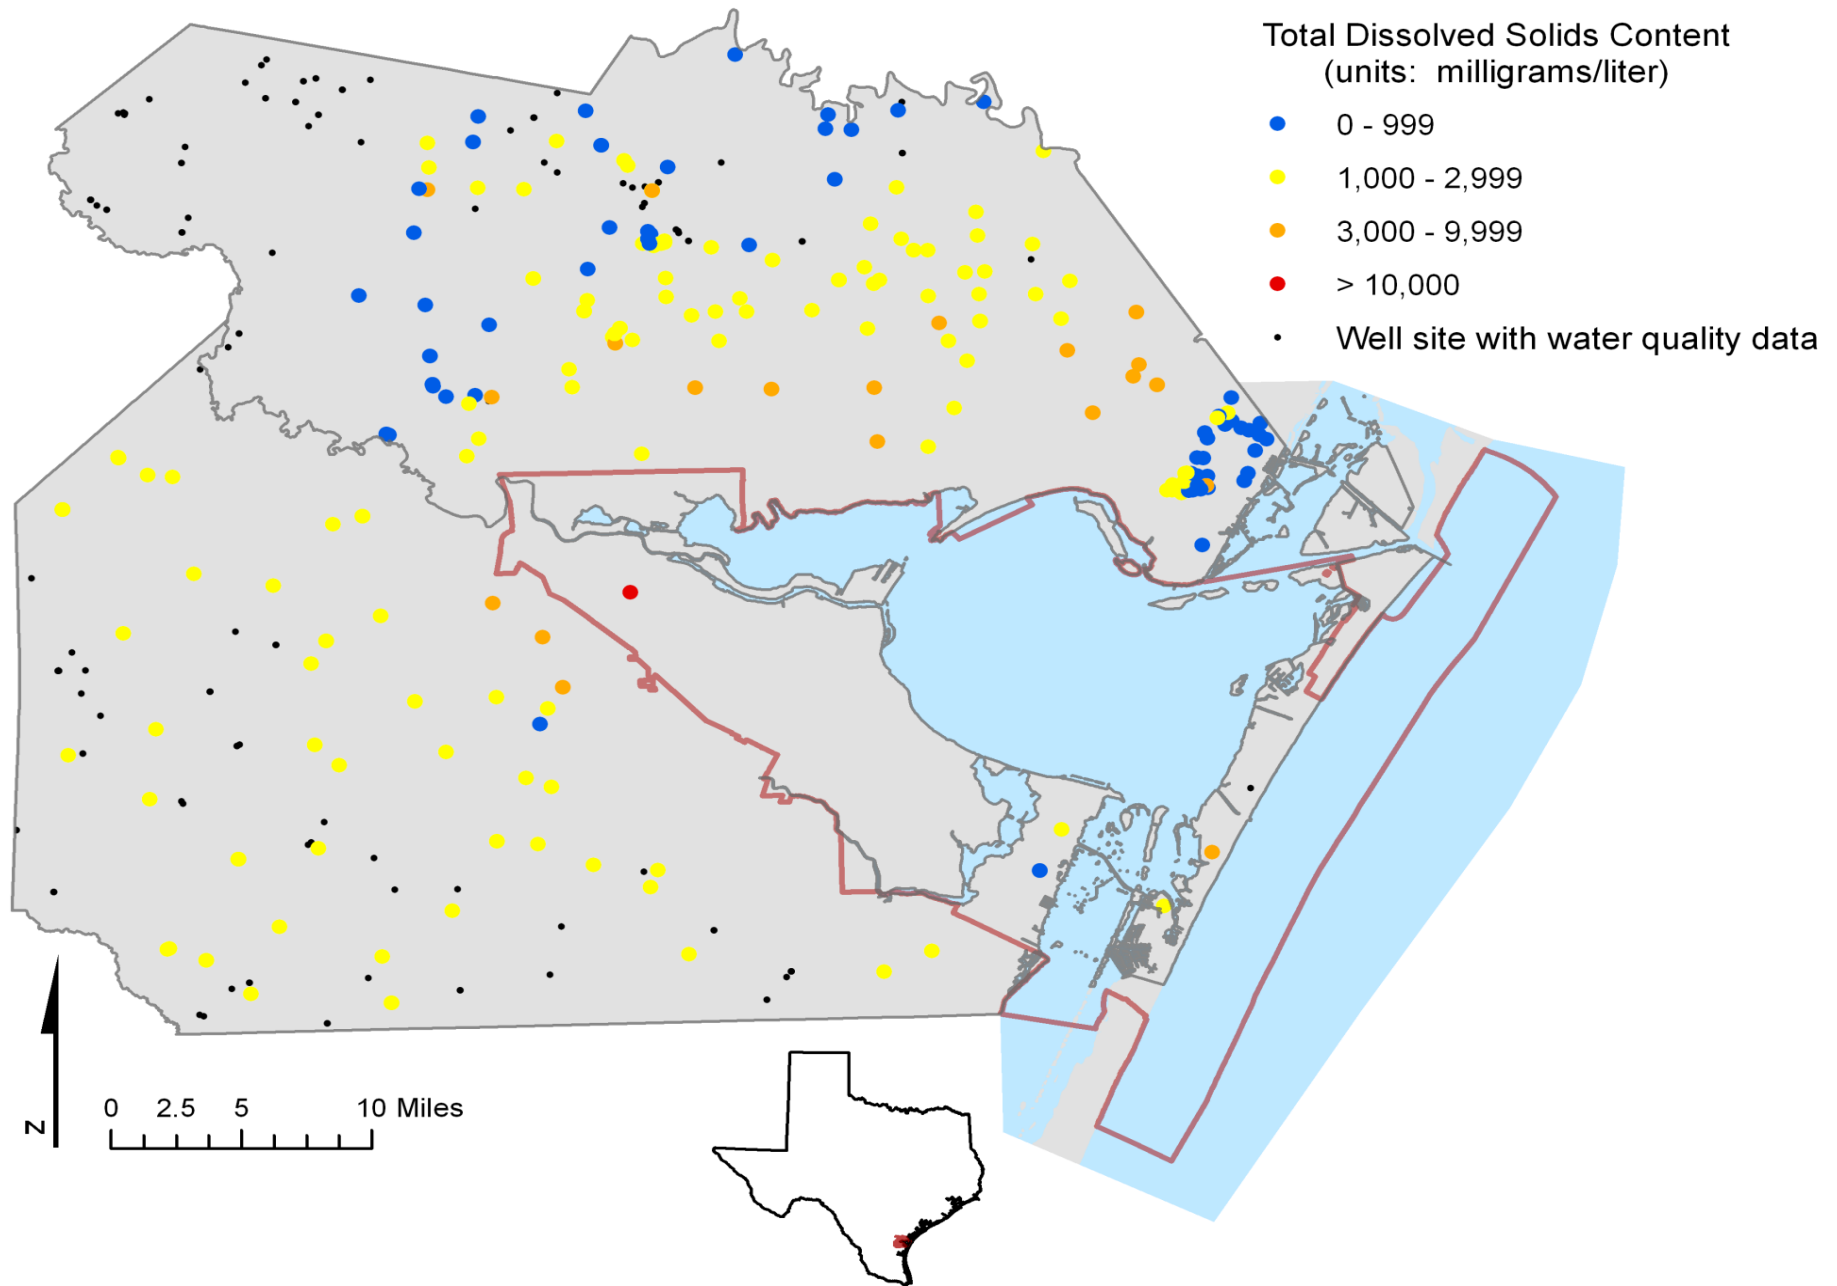 Total Dissolved Solids Content
(units: milligrams/liter)
0 - 999
1,000 - 2,999
3,000 - 9,999
> 10,000
Well site with water quality data
N
0 2.5 5 10 Miles